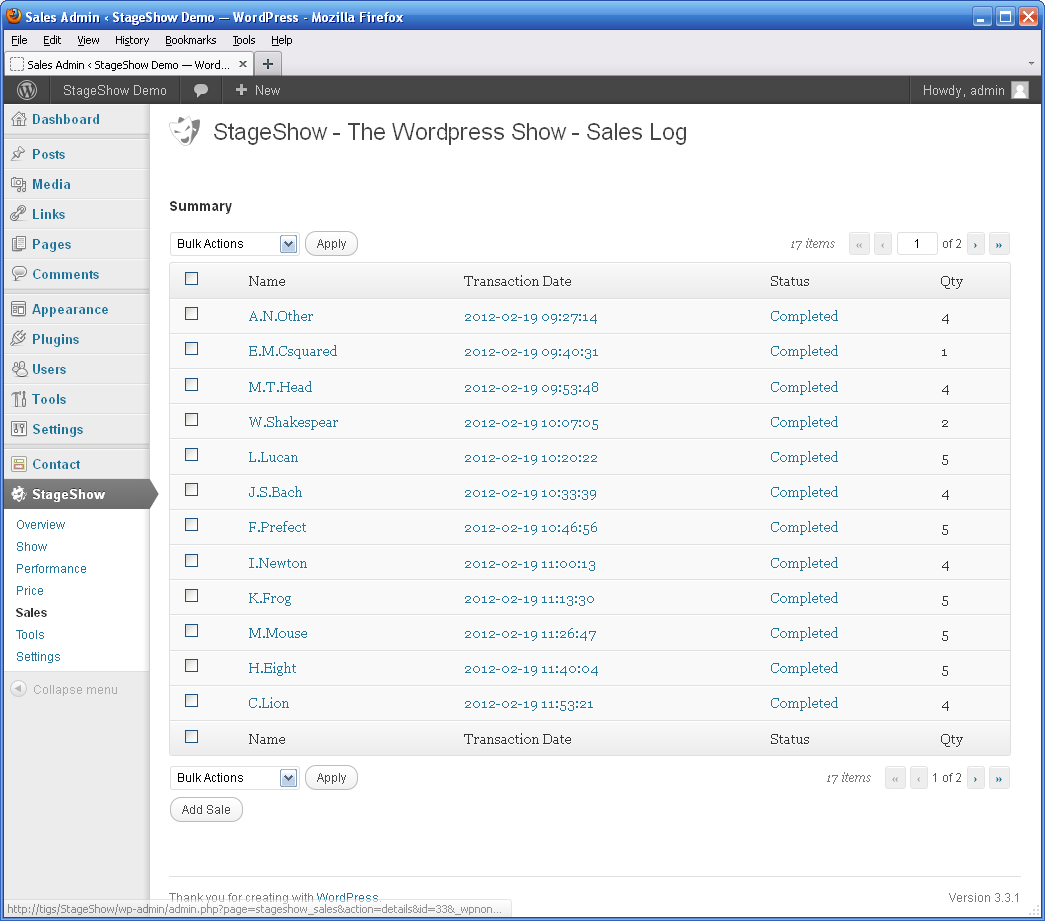 Sales Admin ‹ StageShow Demo — WordPress - Mozilla Firefox
File Edit View History Bookmarks Tools Help
Sales Admin ‹ StageShow Demo — Word... × +
StageShow Demo + New Howdy, admin
Dashboard
Posts
Media
Links
Pages
Comments
Appearance
Plugins
Users
Tools
Settings
Contact
StageShow
Overview
Show
Performance
Price
Sales
Tools
Settings
Collapse menu
StageShow - The Wordpress Show - Sales Log
Summary
Bulk Actions Apply 17 items « ‹ 1 of 2 › »
Name Transaction Date Status Qty
A.N.Other 2012-02-19 09:27:14 Completed 4
E.M.Csquared 2012-02-19 09:40:31 Completed 1
M.T.Head 2012-02-19 09:53:48 Completed 4
W.Shakespear 2012-02-19 10:07:05 Completed 2
L.Lucan 2012-02-19 10:20:22 Completed 5
J.S.Bach 2012-02-19 10:33:39 Completed 4
F.Prefect 2012-02-19 10:46:56 Completed 5
I.Newton 2012-02-19 11:00:13 Completed 4
K.Frog 2012-02-19 11:13:30 Completed 5
M.Mouse 2012-02-19 11:26:47 Completed 5
H.Eight 2012-02-19 11:40:04 Completed 5
C.Lion 2012-02-19 11:53:21 Completed 4
Name Transaction Date Status Qty
Bulk Actions Apply 17 items « ‹ 1 of 2 › »
Add Sale
Thank you for creating with WordPress. Version 3.3.1
http://tigs/StageShow/wp-admin/admin.php?page=stageshow_sales&action=details&id=33&_wpnon...